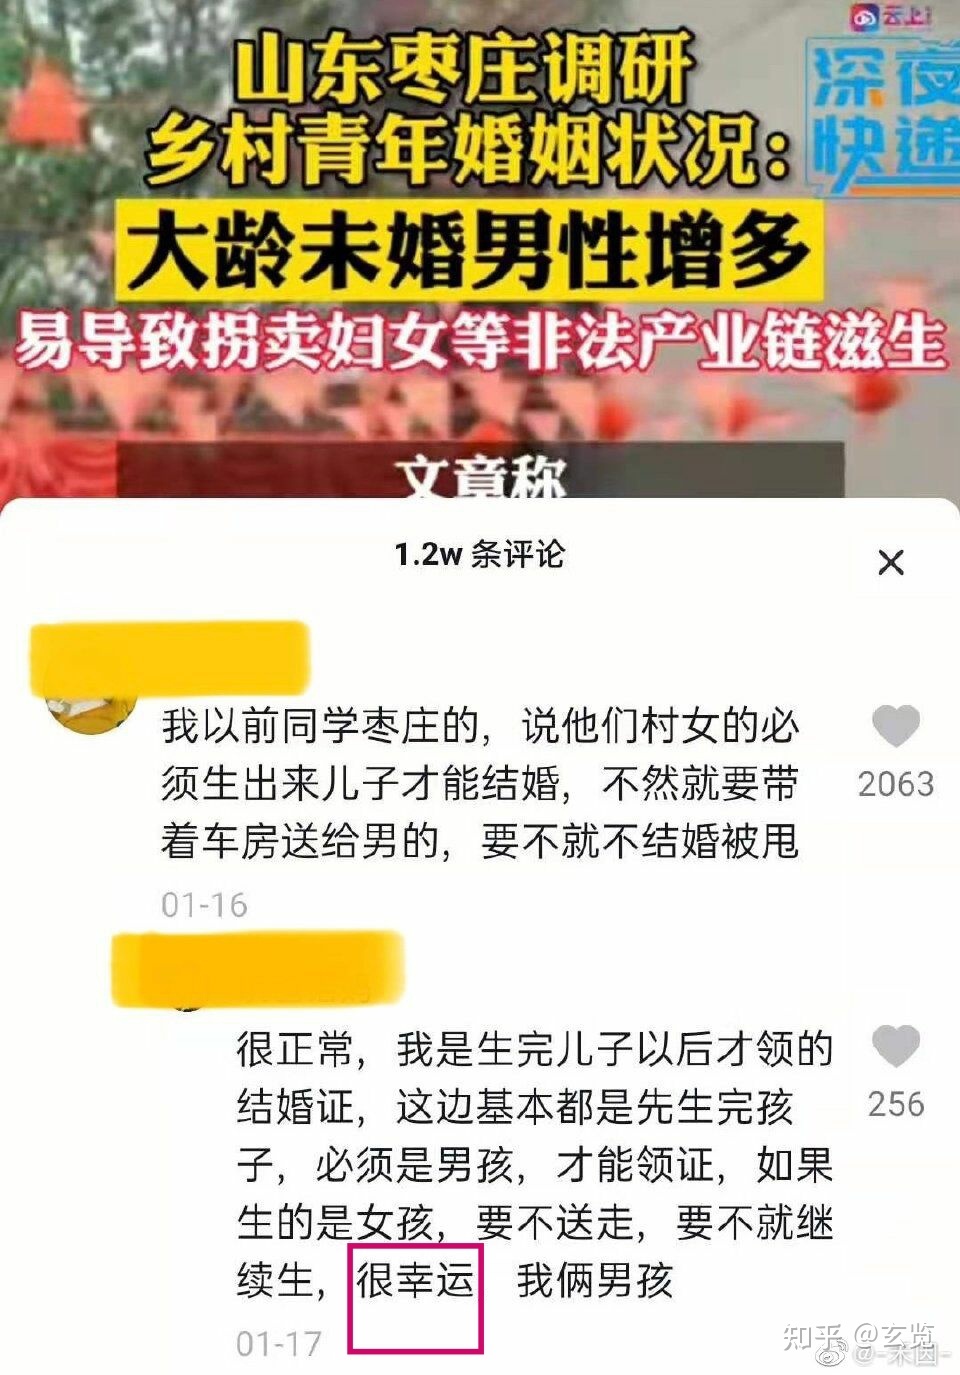 云上
深夜
快递
山东枣庄调研
乡村青年婚姻状况：
大龄未婚男性增多
易导致拐卖妇女等非法产业链滋生
文章称
1.2w 条评论
我以前同学枣庄的，说他们村女的必
须生出来儿子才能结婚，不然就要带
着车房送给男的，要不就不结婚被甩
2063
01-16
很正常，我是生完儿子以后才领的
结婚证，这边基本都是先生完孩
子，必须是男孩，才能领证，如果
生的是女孩，要不送走，要不就继
续生，很幸运 我俩男孩
256
01-17
知乎 @玄览